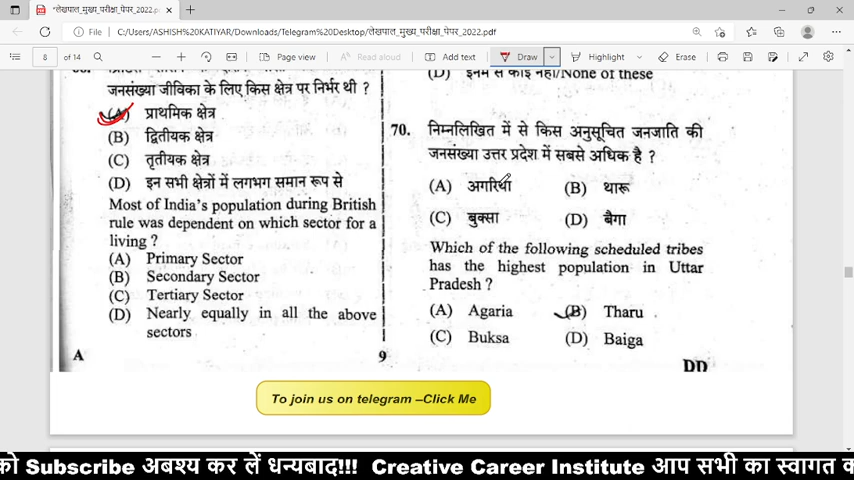 *लेखपाल_मुख्य_परीक्षा_पेपर_2022.p
File
C:/Users/ASHISH%20KATIYAR/Downloads/Telegram%20Desktop/लेखपाल_मुख्य_परीक्षा_पेपर_2022.pdf
8 of 14
Page view
Read aloud
Add text
Draw
Highlight
Erase
जनसंख्या जीविका के लिए किस क्षेत्र पर निर्भर थी ?
(A) प्राथमिक क्षेत्र
(B) द्वितीयक क्षेत्र
(C) तृतीयक क्षेत्र
(D) इन सभी क्षेत्रों में लगभग समान रूप से
Most of India's population during British
rule was dependent on which sector for a
living ?
(A) Primary Sector
(B) Secondary Sector
(C) Tertiary Sector
(D) Nearly equally in all the above
sectors
A
9
(D) इनमें से कोई नहीं/None of these
70. निम्नलिखित में से किस अनुसूचित जनजाति की
जनसंख्या उत्तर प्रदेश में सबसे अधिक है ?
(A) अगरिया (B) थारू
(C) बुक्सा (D) बैगा
Which of the following scheduled tribes
has the highest population in Uttar
Pradesh ?
(A) Agaria (B) Tharu
(C) Buksa (D) Baiga
DD
To join us on telegram –Click Me
को Subscribe अबश्य कर लें धन्यबाद!!! Creative Career Institute आप सभी का स्वागत क